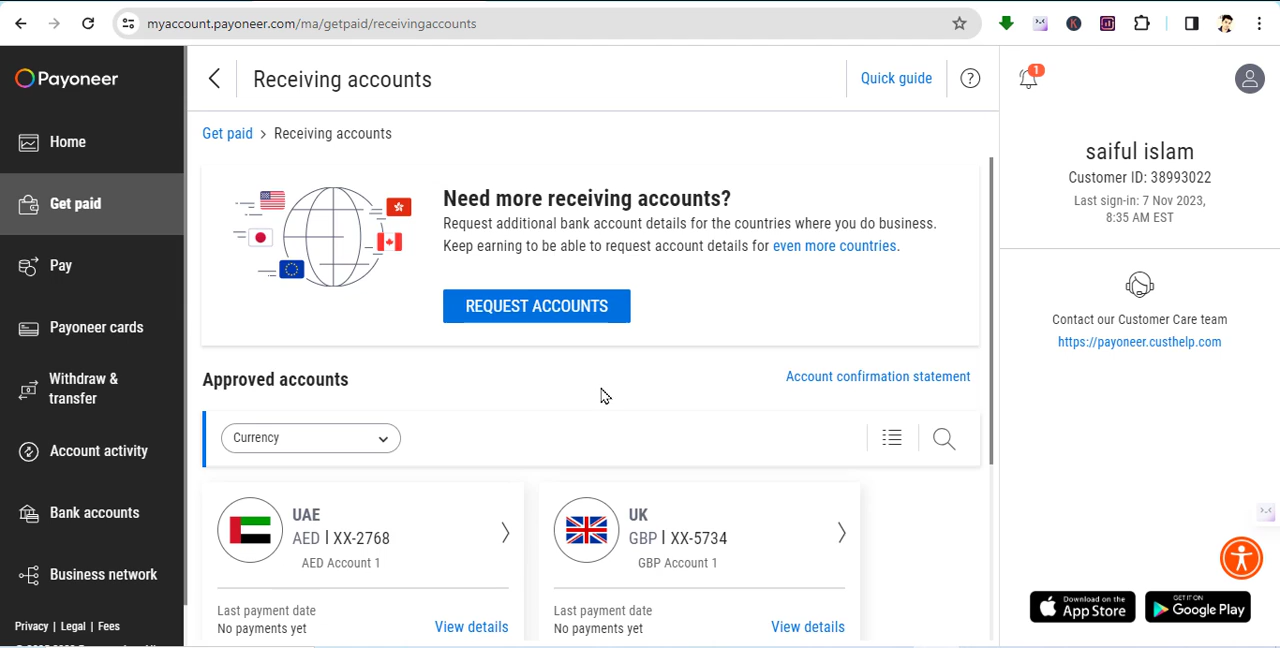 myaccount.payoneer.com/ma/getpaid/receivingaccounts
Payoneer
Home
Get paid
Pay
Payoneer cards
Withdraw &
transfer
Account activity
Bank accounts
Business network
Privacy | Legal | Fees
Receiving accounts
Quick guide
?
Get paid > Receiving accounts
Need more receiving accounts?
Request additional bank account details for the countries where you do business.
Keep earning to be able to request account details for even more countries.
REQUEST ACCOUNTS
Approved accounts
Account confirmation statement
Currency
UAE
AED | XX-2768
AED Account 1
Last payment date
No payments yet
View details
UK
GBP | XX-5734
GBP Account 1
Last payment date
No payments yet
View details
1
saiful islam
Customer ID: 38993022
Last sign-in: 7 Nov 2023,
8:35 AM EST
Contact our Customer Care team
https://payoneer.custhelp.com
Download on the
App Store
GET IT ON
Google Play